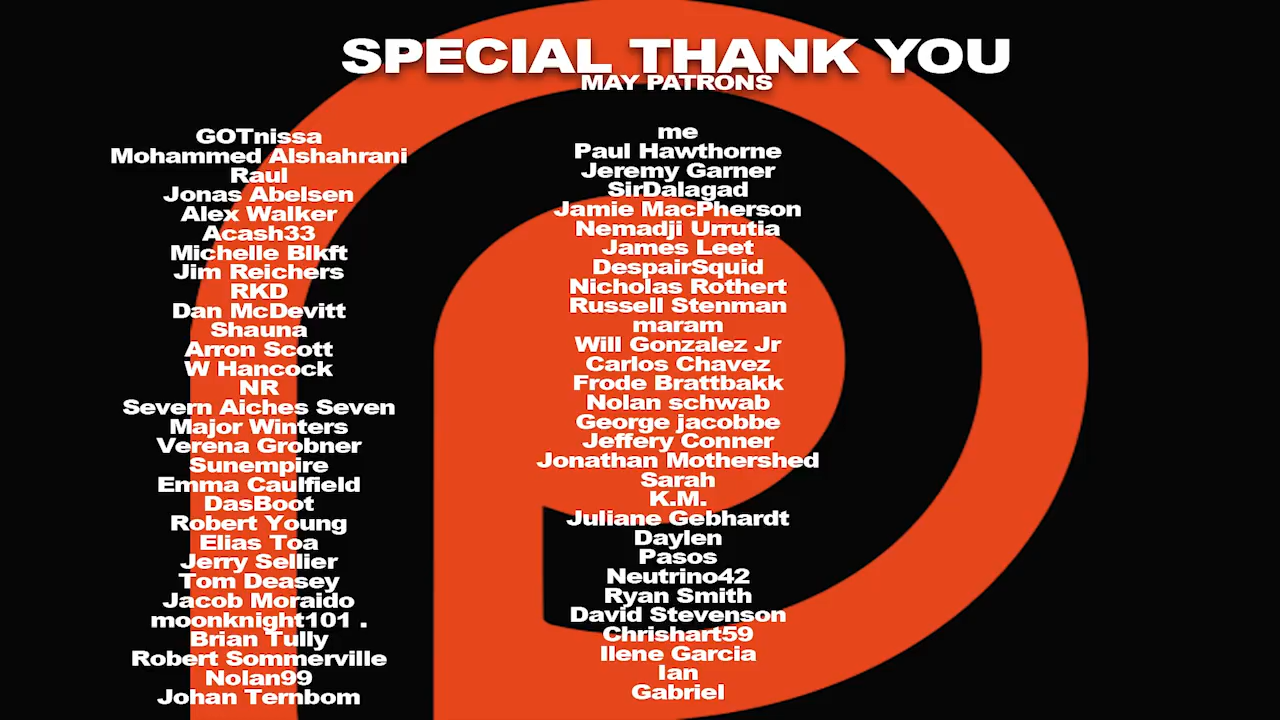 SPECIAL THANK YOU
MAY PATRONS
GOTnissa
Mohammed Alshahrani
Raul
Jonas Abelsen
Alex Walker
Acash33
Michelle Blkft
Jim Reichers
RKD
Dan McDevitt
Shauna
Arron Scott
W Hancock
NR
Severn Aiches Seven
Major Winters
Verena Grobner
Sunempire
Emma Caulfield
DasBoot
Robert Young
Elias Toa
Jerry Sellier
Tom Deasey
Jacob Moraido
moonknight101 .
Brian Tully
Robert Sommerville
Nolan99
Johan Ternbom
me
Paul Hawthorne
Jeremy Garner
SirDalagad
Jamie MacPherson
Nemadji Urrutia
James Leet
DespairSquid
Nicholas Rothert
Russell Stenman
maram
Will Gonzalez Jr
Carlos Chavez
Frode Brattbakk
Nolan schwab
George jacobbe
Jeffery Conner
Jonathan Mothershed
Sarah
K.M.
Juliane Gebhardt
Daylen
Pasos
Neutrino42
Ryan Smith
David Stevenson
Chrishart59
Ilene Garcia
Ian
Gabriel